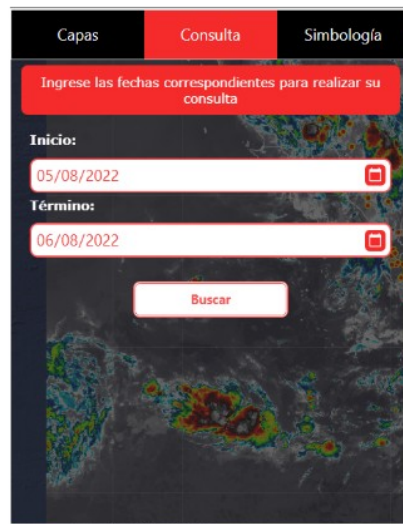 Capas
Consulta
Simbología
Ingrese las fechas correspondientes para realizar su
consulta
Inicio:
05/08/2022
Término:
06/08/2022
Buscar